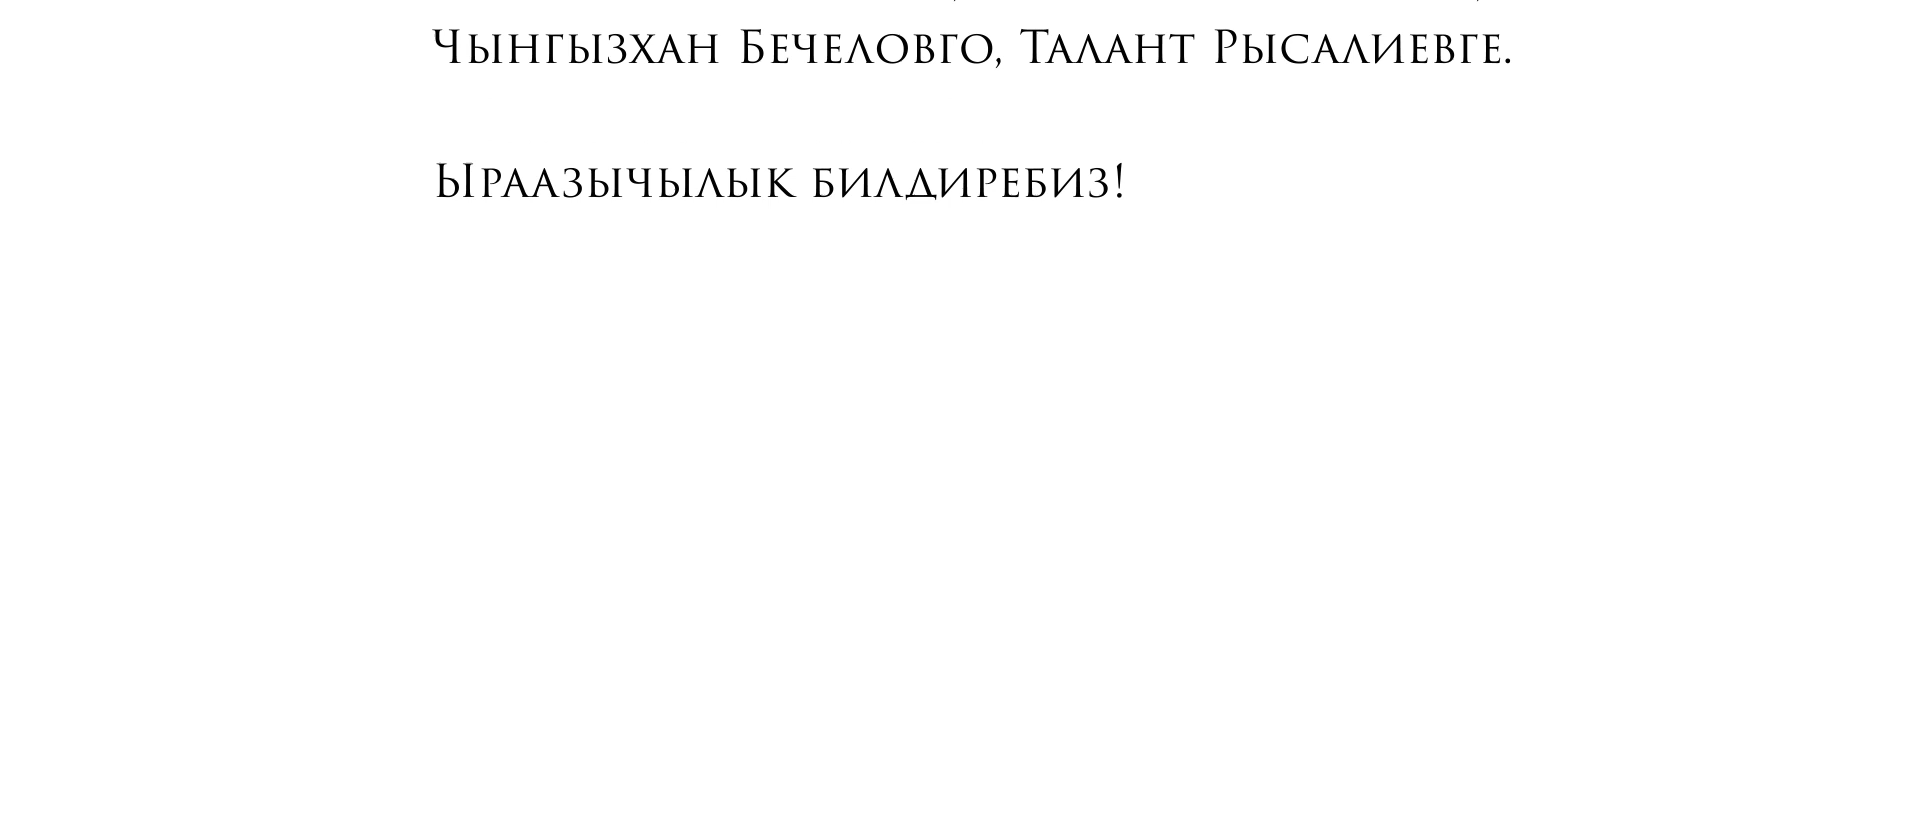 Чынгызхан Бечеловго, Талант Рысалиевге.
Ыраазычылык билдиребиз!